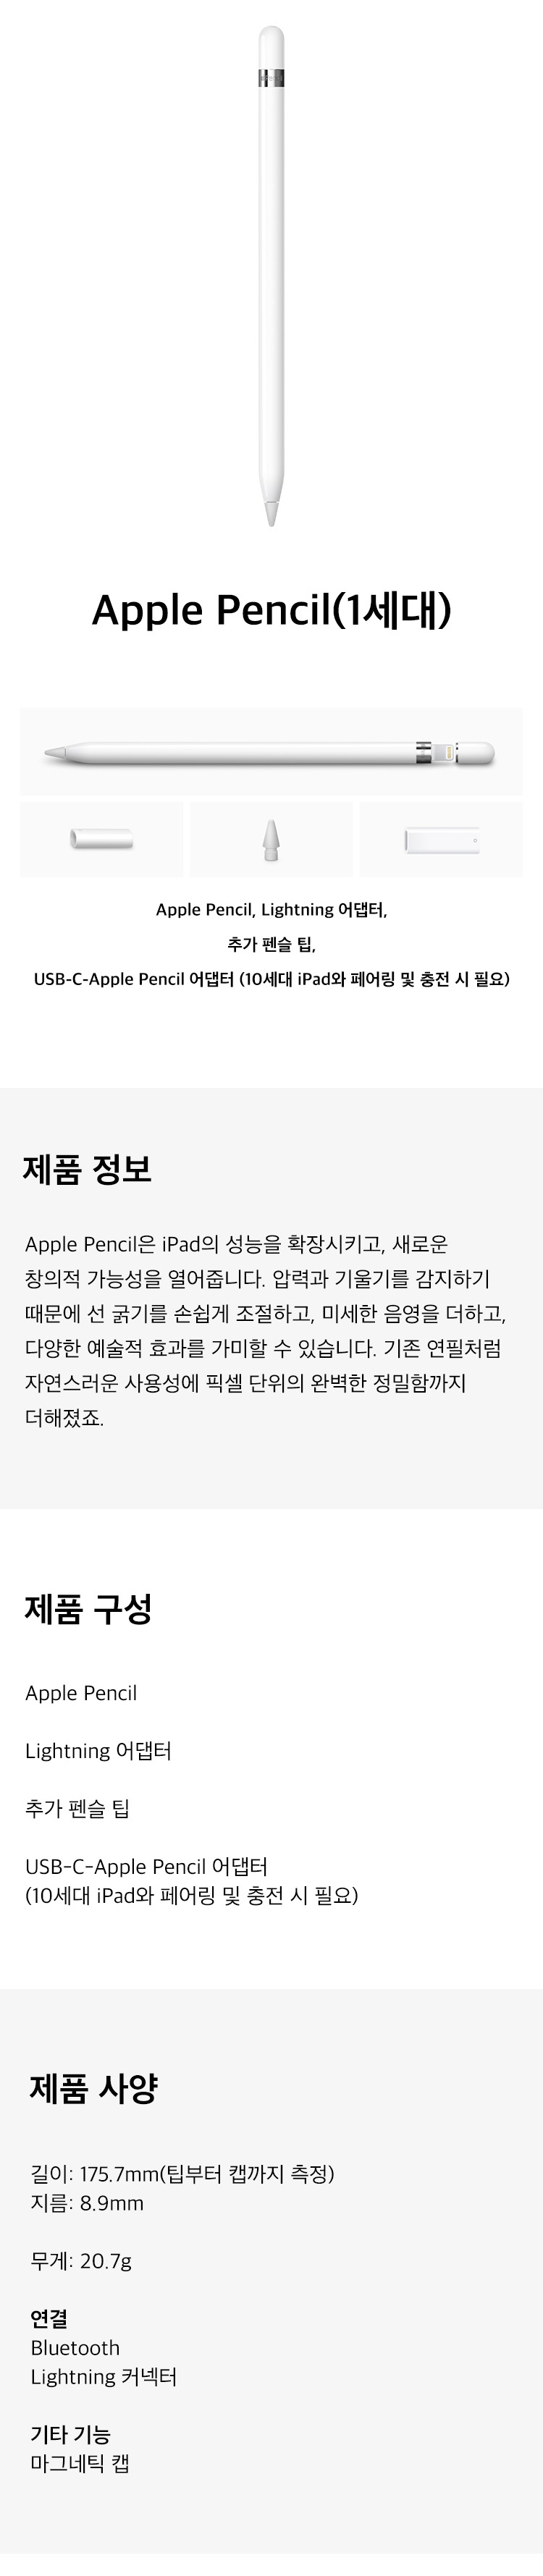 Apple Pencil(1세대)
Apple Pencil, Lightning 어댑터,
추가 펜슬 팁,
USB-C-Apple Pencil 어댑터 (10세대 iPad와 페어링 및 충전 시 필요)
제품 정보
Apple Pencil은 iPad의 성능을 확장시키고, 새로운
창의적 가능성을 열어줍니다. 압력과 기울기를 감지하기
때문에 선 굵기를 손쉽게 조절하고, 미세한 음영을 더하고,
다양한 예술적 효과를 가미할 수 있습니다. 기존 연필처럼
자연스러운 사용성에 픽셀 단위의 완벽한 정밀함까지
더해졌죠.
제품 구성
Apple Pencil
Lightning 어댑터
추가 펜슬 팁
USB-C-Apple Pencil 어댑터
(10세대 iPad와 페어링 및 충전 시 필요)
제품 사양
길이: 175.7mm(팁부터 캡까지 측정)
지름: 8.9mm
무게: 20.7g
연결
Bluetooth
Lightning 커넥터
기타 기능
마그네틱 캡